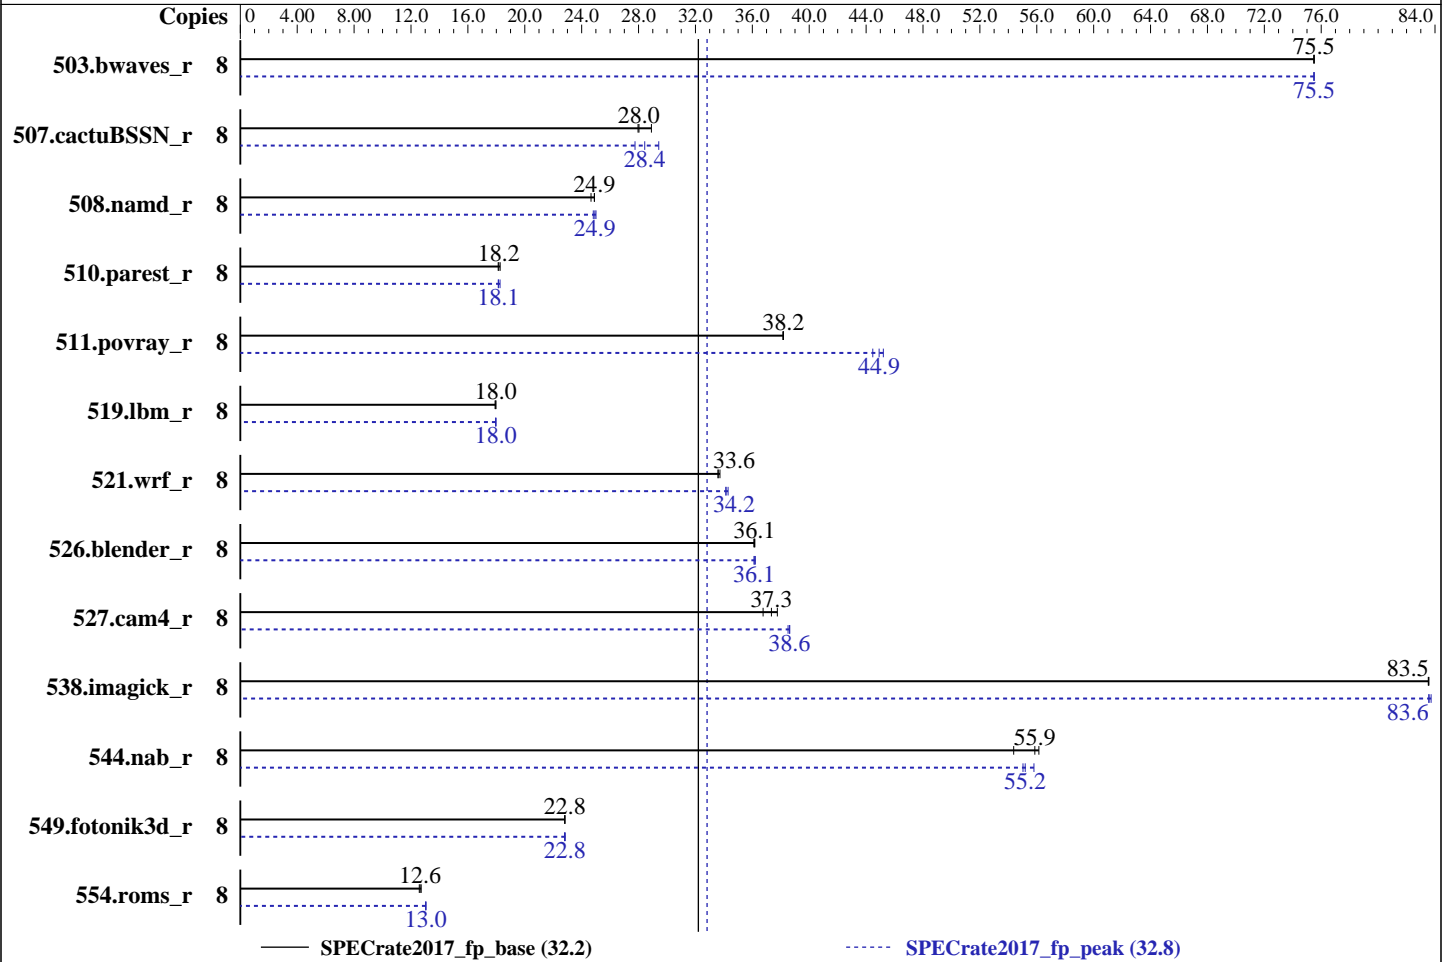 Copies 0 4.00 8.00 12.0 16.0 20.0 24.0 28.0 32.0 36.0 40.0 44.0 48.0 52.0 56.0 60.0 64.0 68.0 72.0 76.0 84.0
75.5
503.bwaves_r 8
75.5
28.0
507.cactuBSSN_r 8
28.4
24.9
508.namd_r 8
24.9
18.2
510.parest_r 8
18.1
38.2
511.povray_r 8
44.9
18.0
519.lbm_r 8
18.0
33.6
521.wrf_r 8
34.2
36.1
526.blender_r 8
36.1
37.3
527.cam4_r 8
38.6
83.5
538.imagick_r 8
83.6
55.9
544.nab_r 8
55.2
22.8
549.fotonik3d_r 8
22.8
12.6
554.roms_r 8
13.0
SPECrate2017_fp_base (32.2) SPECrate2017_fp_peak (32.8)